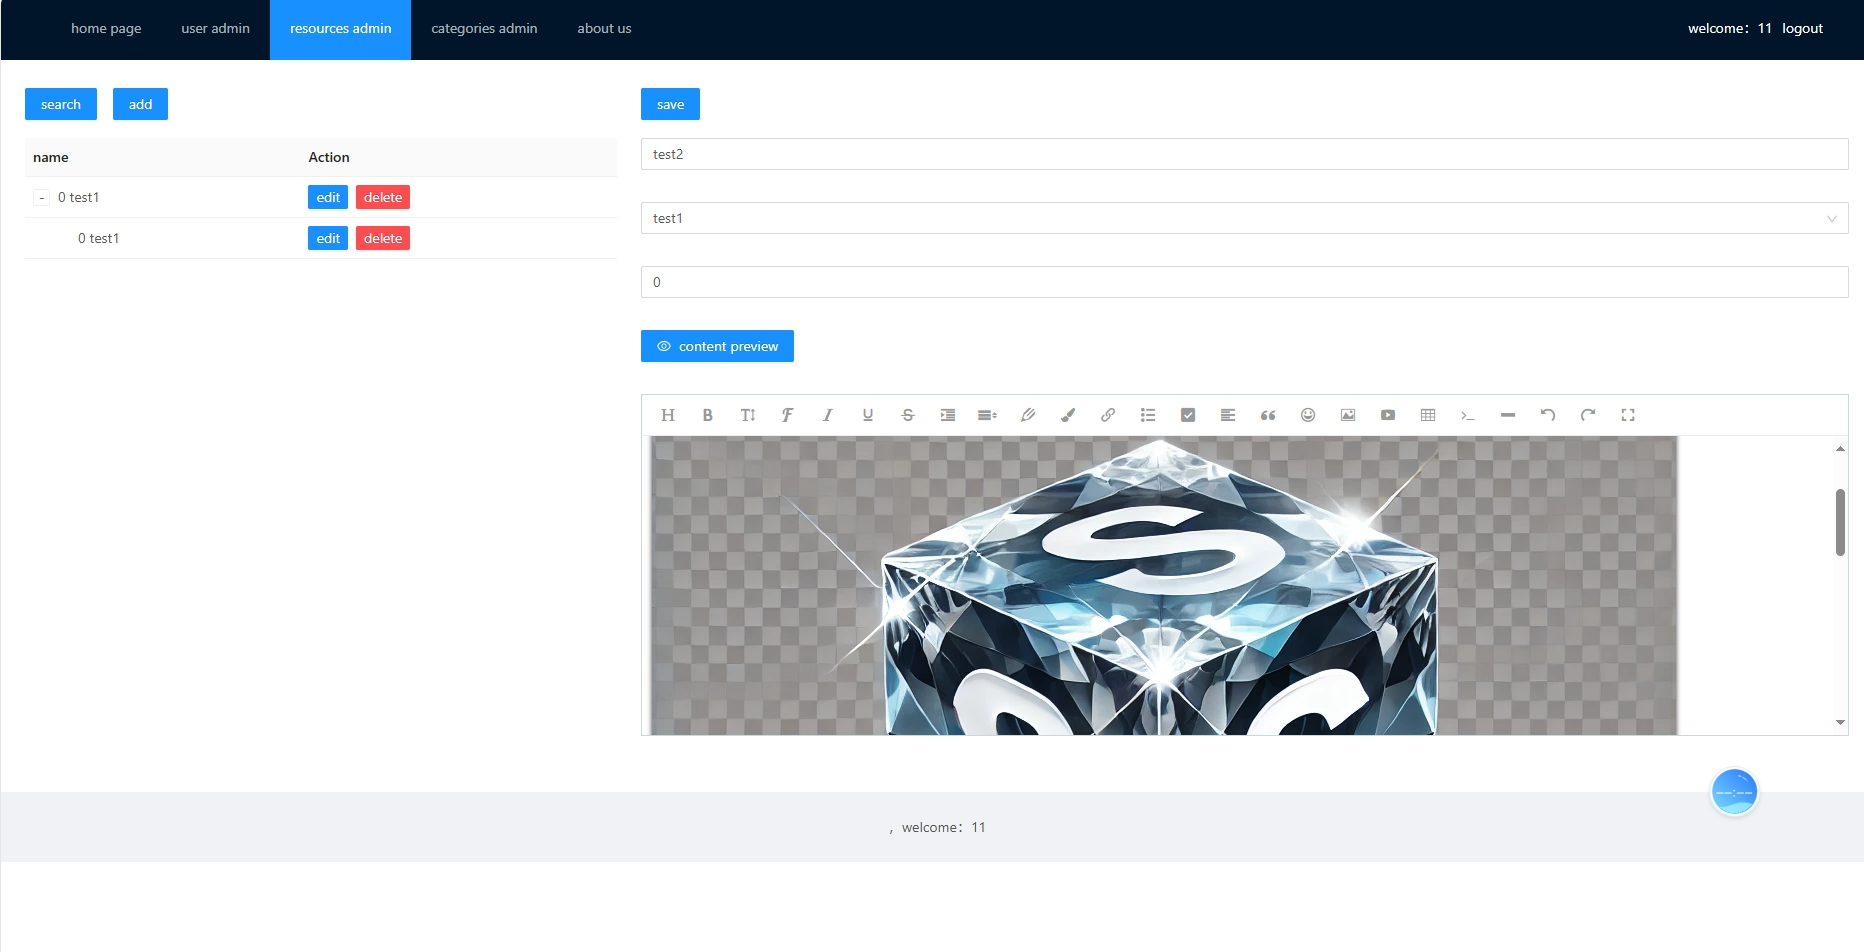 home page user admin resources admin categories admin about us welcome：11 logout
search add
name Action
- 0 test1 edit delete
0 test1 edit delete
save
test2
test1
0
content preview
H B T F I U S
S
，welcome：11